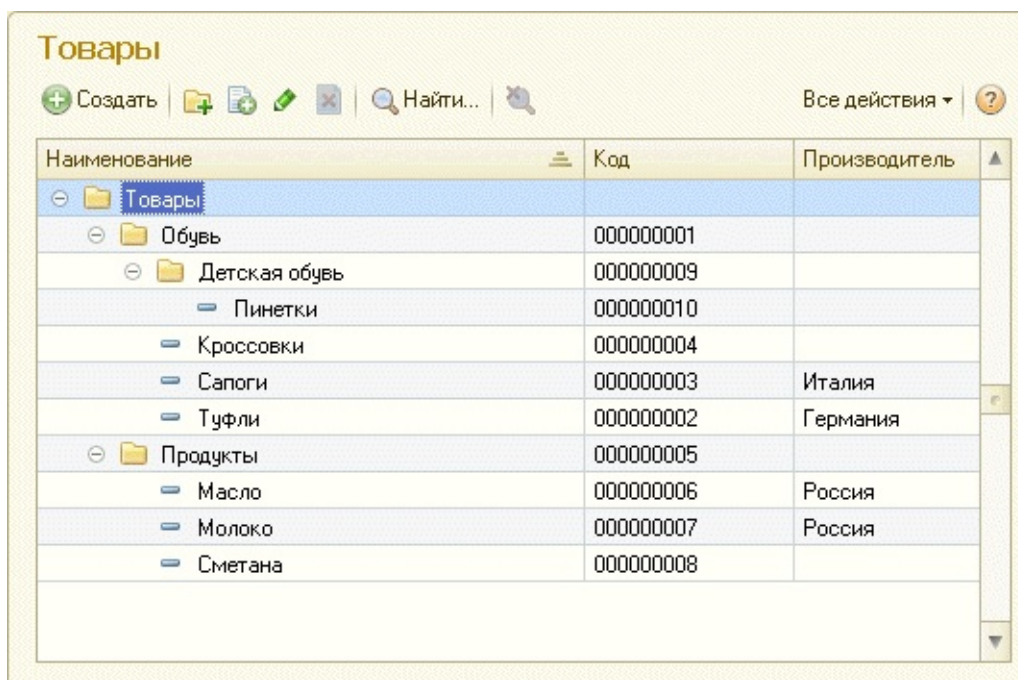 Товары
Создать Найти... Все действия ?
Наименование Код Производитель
Товары
Обувь 000000001
Детская обувь 000000009
Пинетки 000000010
Кроссовки 000000004
Сапоги 000000003 Италия
Туфли 000000002 Германия
Продукты 000000005
Масло 000000006 Россия
Молоко 000000007 Россия
Сметана 000000008